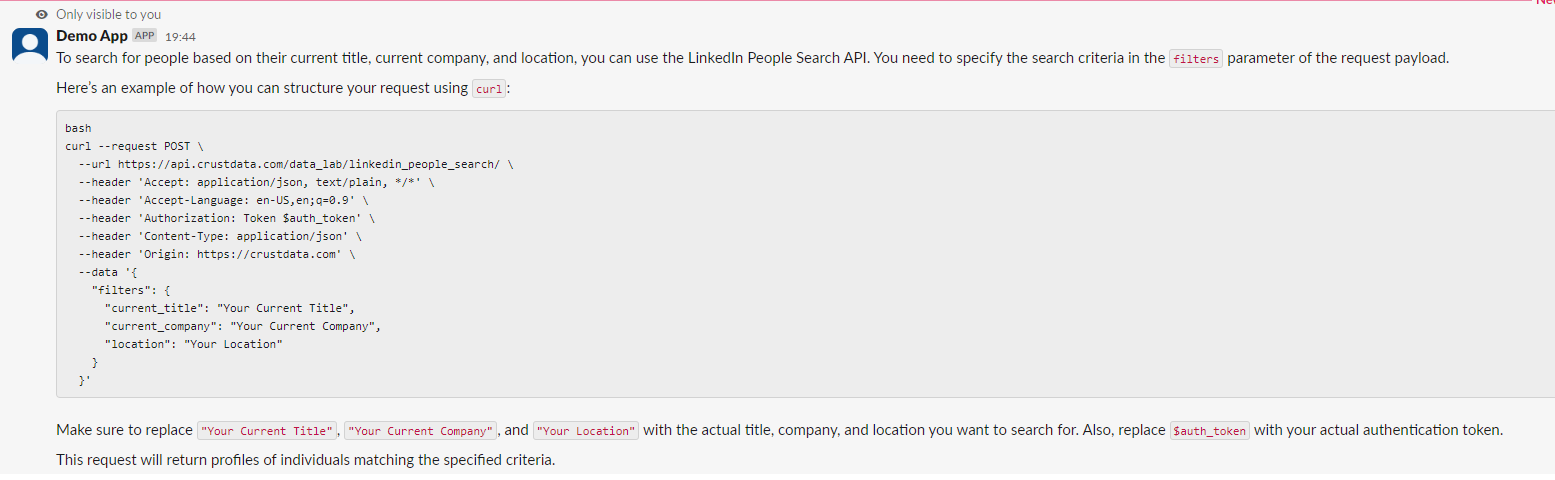 Ne
Only visible to you
Demo App APP 19:44
To search for people based on their current title, current company, and location, you can use the LinkedIn People Search API. You need to specify the search criteria in the filters parameter of the request payload.
Here's an example of how you can structure your request using curl:
bash
curl --request POST \
  --url https://api.crustdata.com/data_lab/linkedin_people_search/ \
  --header 'Accept: application/json, text/plain, */*' \
  --header 'Accept-Language: en-US,en;q=0.9' \
  --header 'Authorization: Token $auth_token' \
  --header 'Content-Type: application/json' \
  --header 'Origin: https://crustdata.com' \
  --data '{
    "filters": {
      "current_title": "Your Current Title",
      "current_company": "Your Current Company",
      "location": "Your Location"
    }
  }'
Make sure to replace "Your Current Title", "Your Current Company", and "Your Location" with the actual title, company, and location you want to search for. Also, replace $auth_token with your actual authentication token.
This request will return profiles of individuals matching the specified criteria.